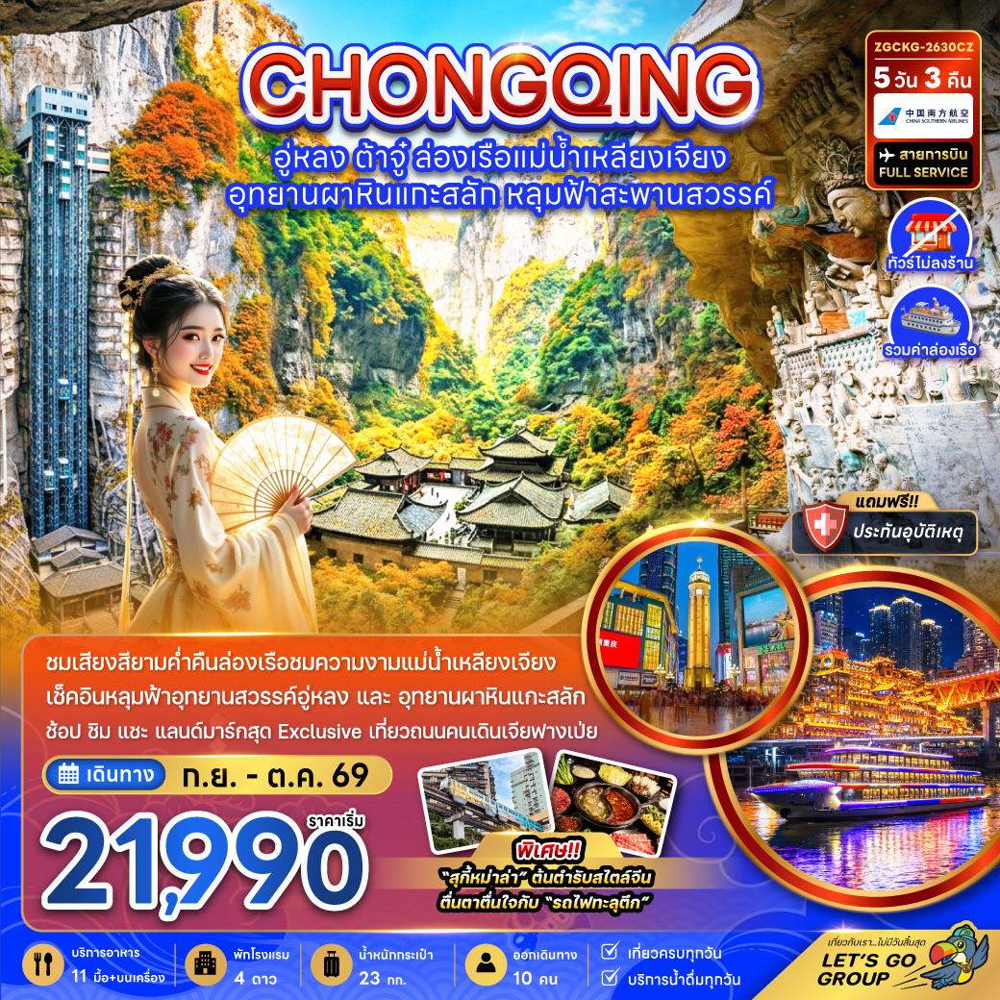 CHONGQING
อู่หลง ต้าจู๋ ล่องเรือแม่น้ำเหลียงเจียง
อุทยานผาหินแกะสลัก หลุมฟ้าสะพานสวรรค์
ZGCKG-2630CZ
5 วัน 3 คืน
中国南方航空
CHINA SOUTHERN AIRLINES
สายการบิน
FULL SERVICE
ทัวร์ไม่ลงร้าน
รวมค่าล่องเรือ
แถมฟรี!!
ประกันอุบัติเหตุ
ชมเสียงสียามค่ำคืนล่องเรือชมความงามแม่น้ำเหลียงเจียง
เช็คอินหลุมฟ้าอุทยานสวรรค์อู่หลง และ อุทยานผาหินแกะสลัก
ช้อป ชิม แชะ แลนด์มาร์กสุด Exclusive เที่ยวถนนคนเดินเจียฟางเป่ย
เดินทาง ก.ย. - ต.ค. 69
ราคาเริ่ม
21,990
พิเศษ!!
“สุกี้หม่าล่า” ต้นตำรับสไตล์จีน
ตื่นตาตื่นใจกับ “รถไฟทะลุตึก”
บริการอาหาร
11 มื้อ+บนเครื่อง
พักโรงแรม
4 ดาว
น้ำหนักกระเป๋า
23 กก.
ออกเดินทาง
10 คน
เที่ยวครบทุกวัน
บริการน้ำดื่มทุกวัน
เที่ยวกับเรา...ไม่มีวันสิ้นสุด
LET'S GO
GROUP